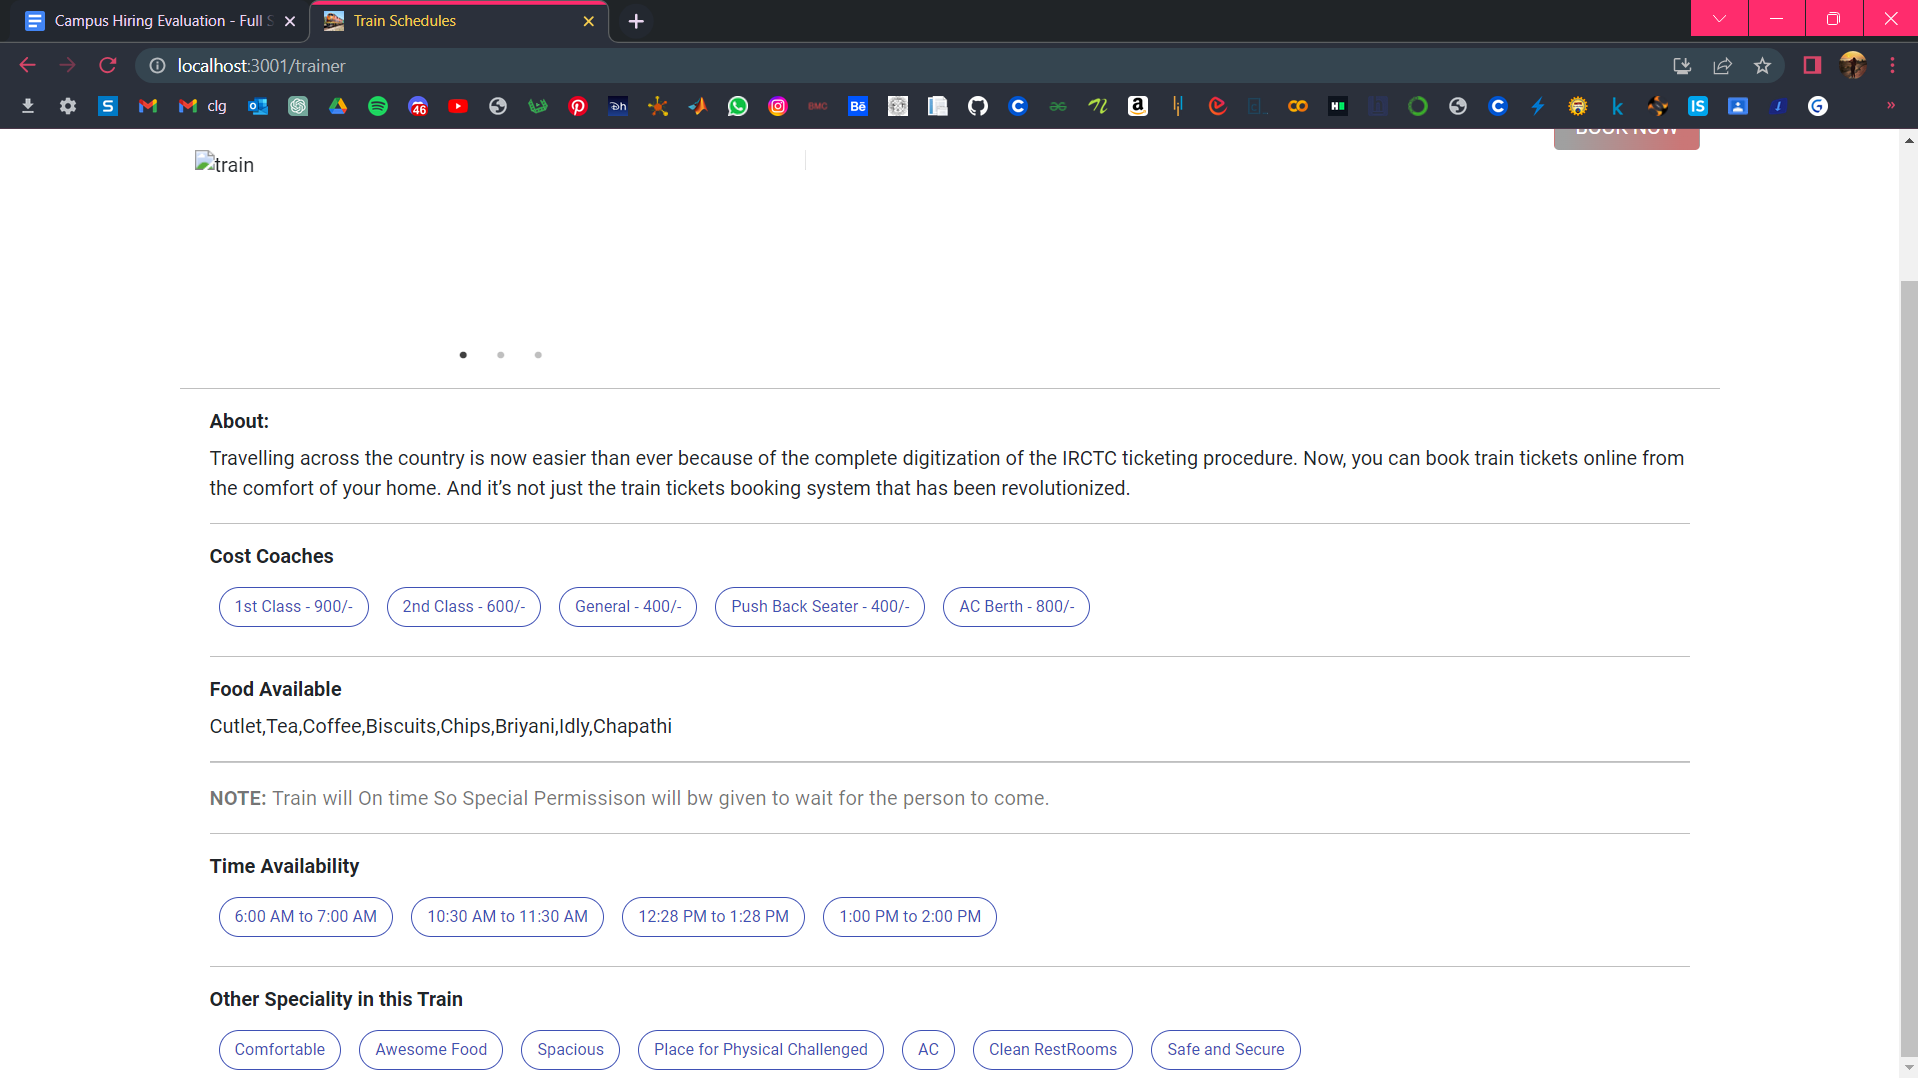 Campus Hiring Evaluation - Full S
Train Schedules
localhost:3001/trainer
clg
46
BOOK NOW
train
About:
Travelling across the country is now easier than ever because of the complete digitization of the IRCTC ticketing procedure. Now, you can book train tickets online from
the comfort of your home. And it’s not just the train tickets booking system that has been revolutionized.
Cost Coaches
1st Class - 900/-
2nd Class - 600/-
General - 400/-
Push Back Seater - 400/-
AC Berth - 800/-
Food Available
Cutlet,Tea,Coffee,Biscuits,Chips,Briyani,Idly,Chapathi
NOTE: Train will On time So Special Permissison will bw given to wait for the person to come.
Time Availability
6:00 AM to 7:00 AM
10:30 AM to 11:30 AM
12:28 PM to 1:28 PM
1:00 PM to 2:00 PM
Other Speciality in this Train
Comfortable
Awesome Food
Spacious
Place for Physical Challenged
AC
Clean RestRooms
Safe and Secure